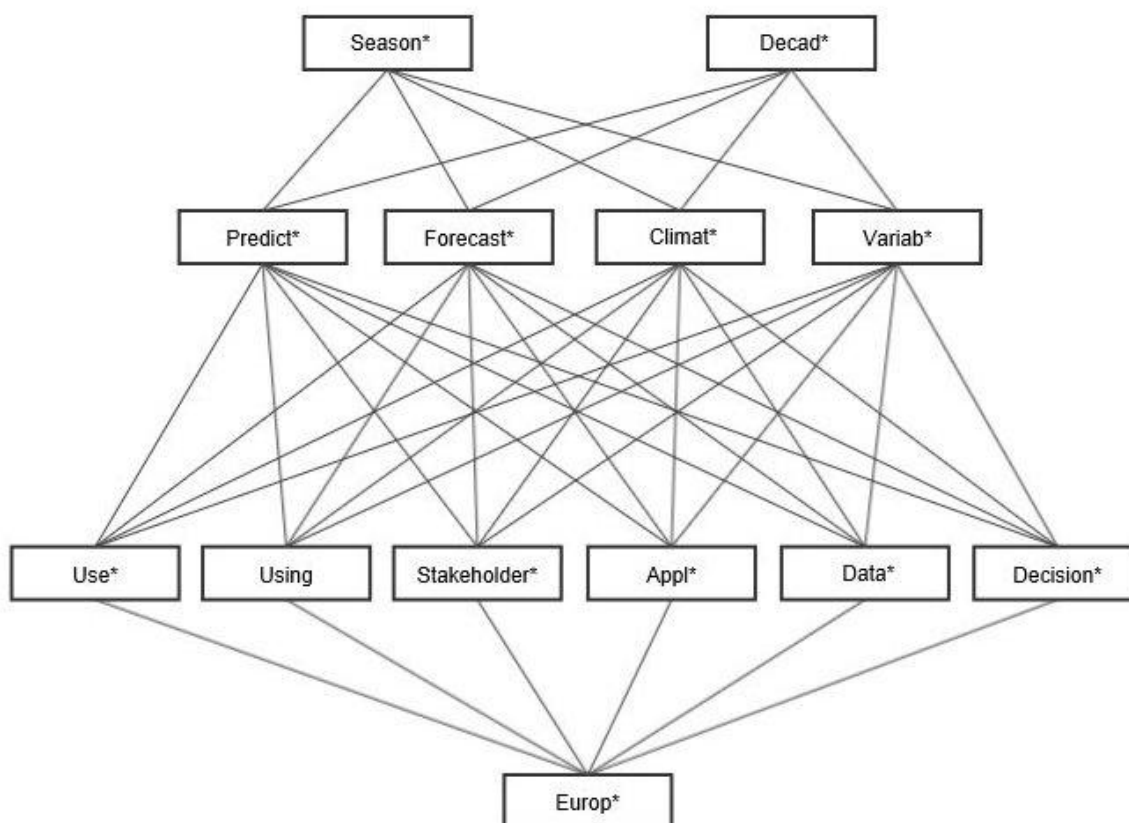 Season*
Decad*
Predict*
Forecast*
Climat*
Variab*
Use*
Using
Stakeholder*
Appl*
Data*
Decision*
Europ*